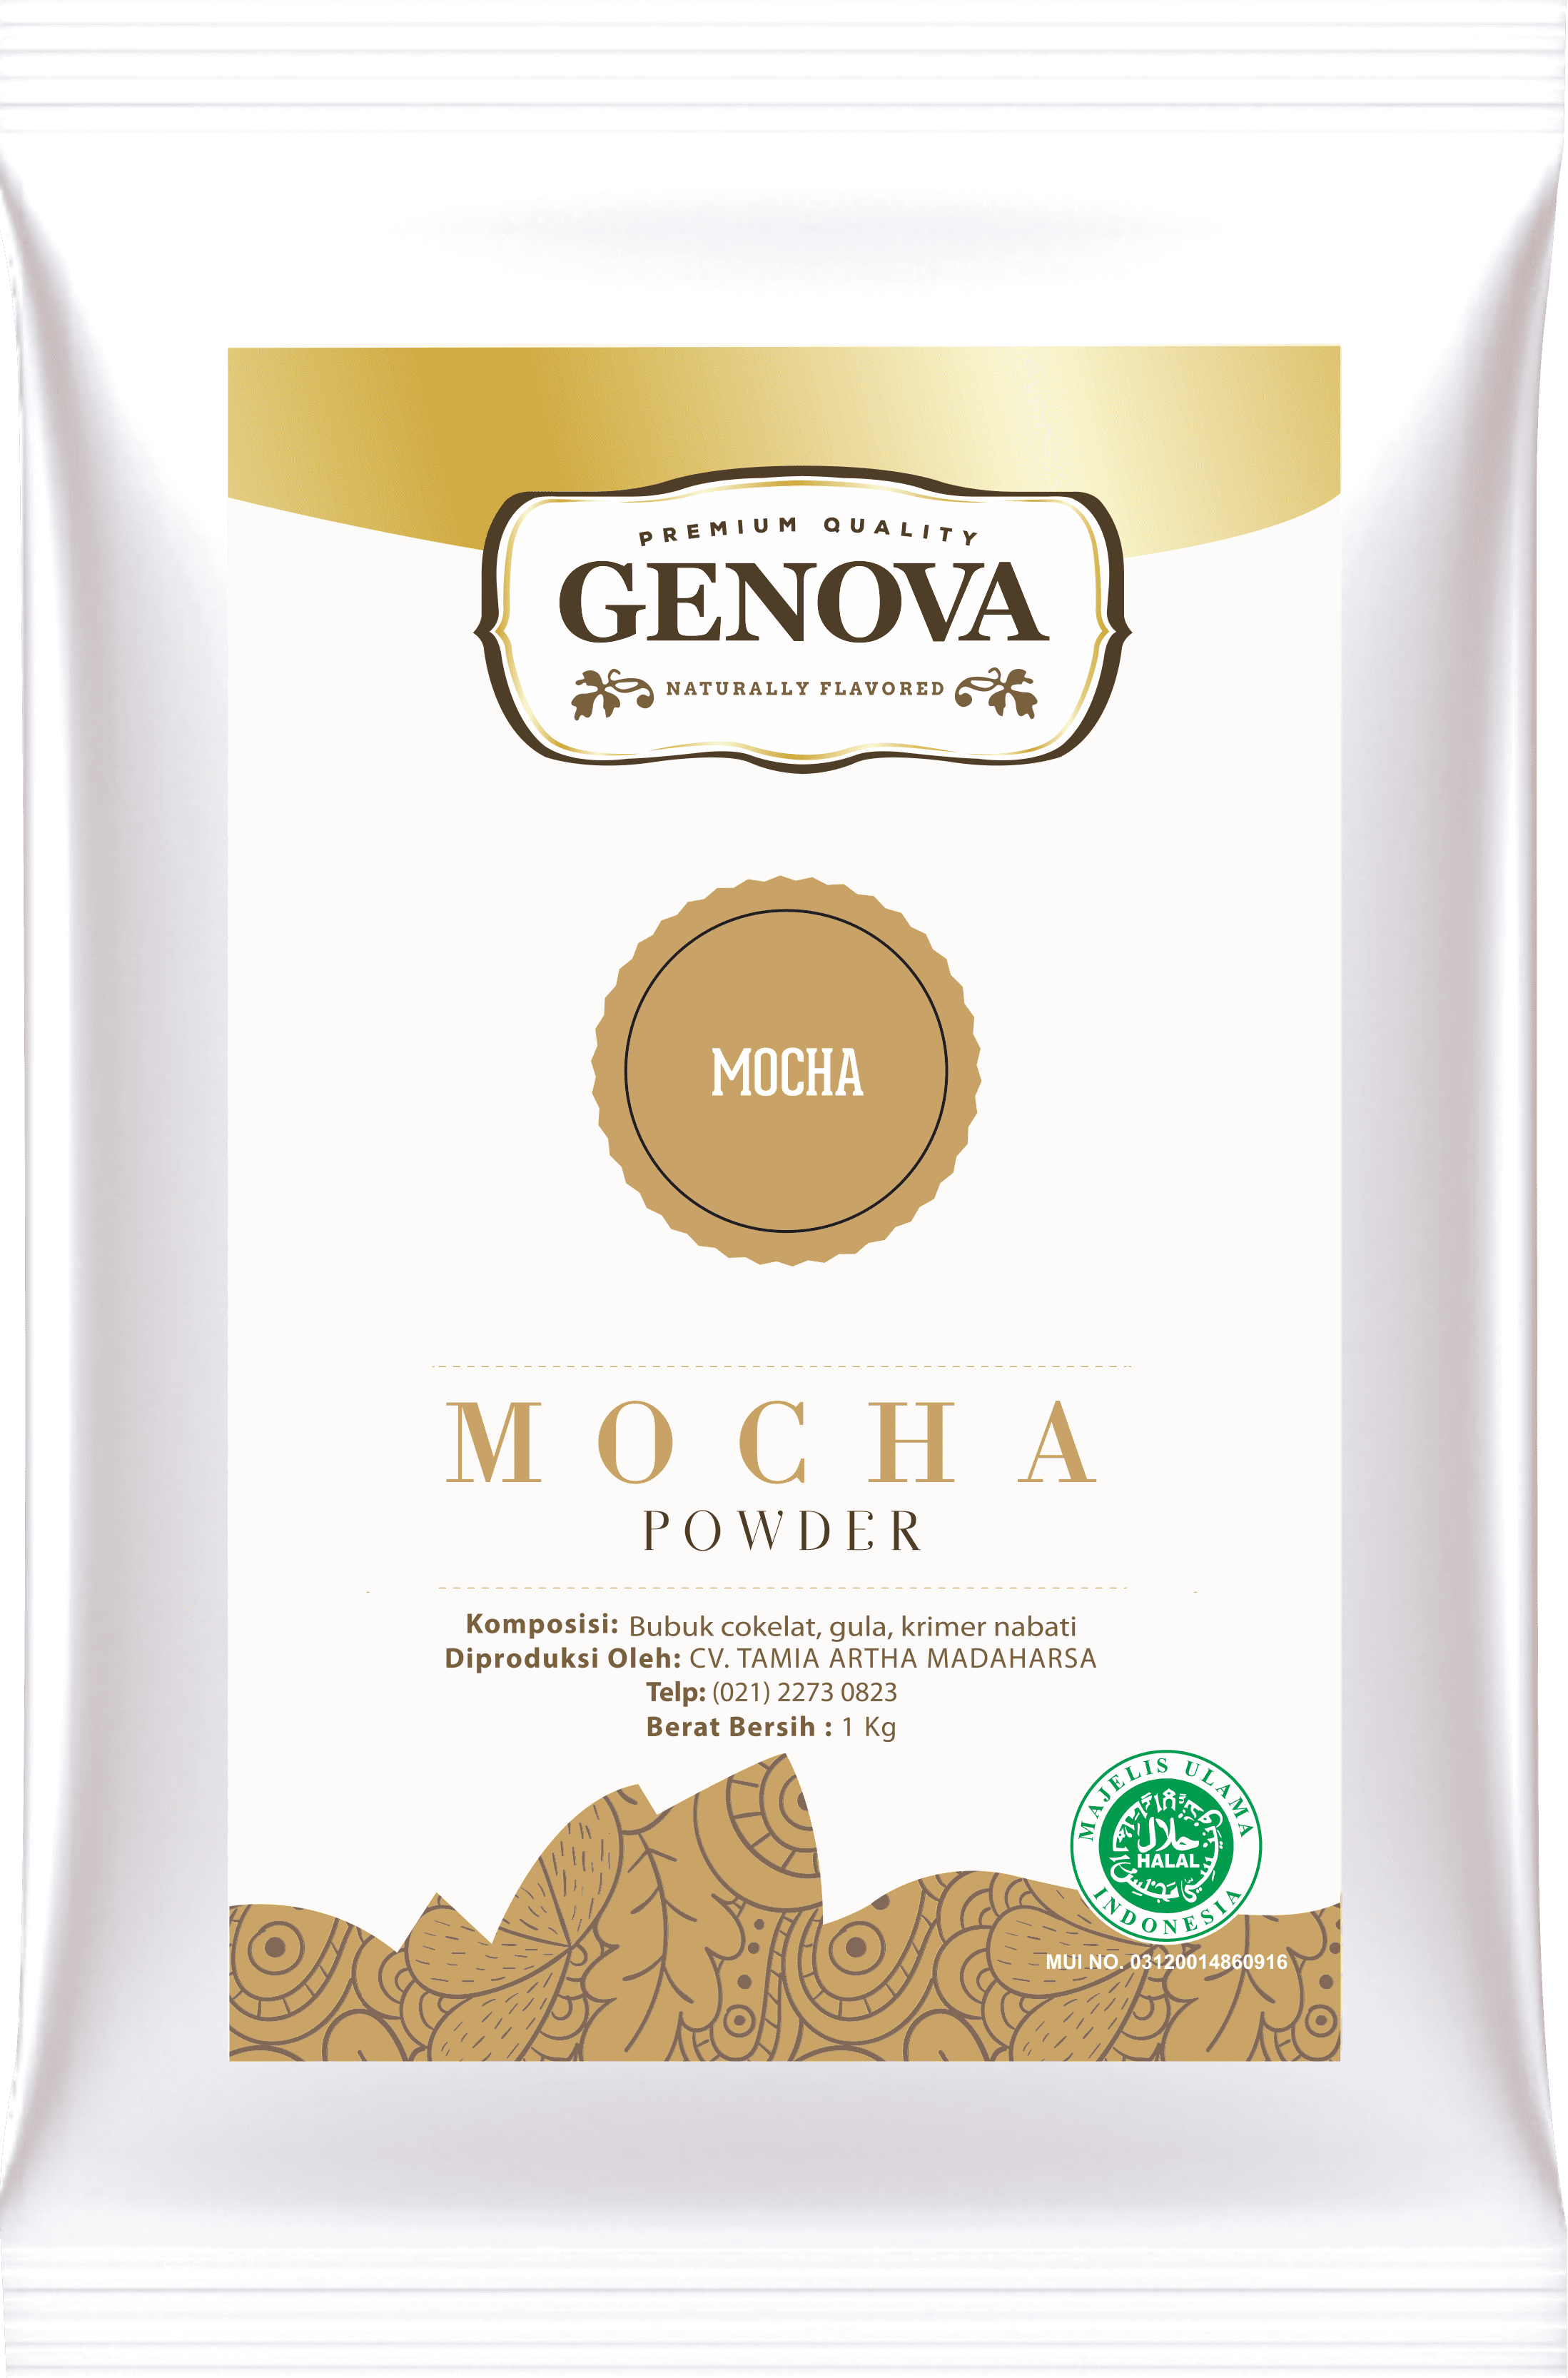 PREMIUM QUALITY
GENOVA
NATURALLY FLAVORED
MOCHA
MOCHA
POWDER
Komposisi: Bubuk cokelat, gula, krimer nabati
Diproduksi Oleh: CV. TAMIA ARTHA MADAHARSA
Telp: (021) 2273 0823
Berat Bersih : 1 Kg
MAJELIS ULAMA
حلال
HALAL
INDONESIA
MUI NO. 03120014860916